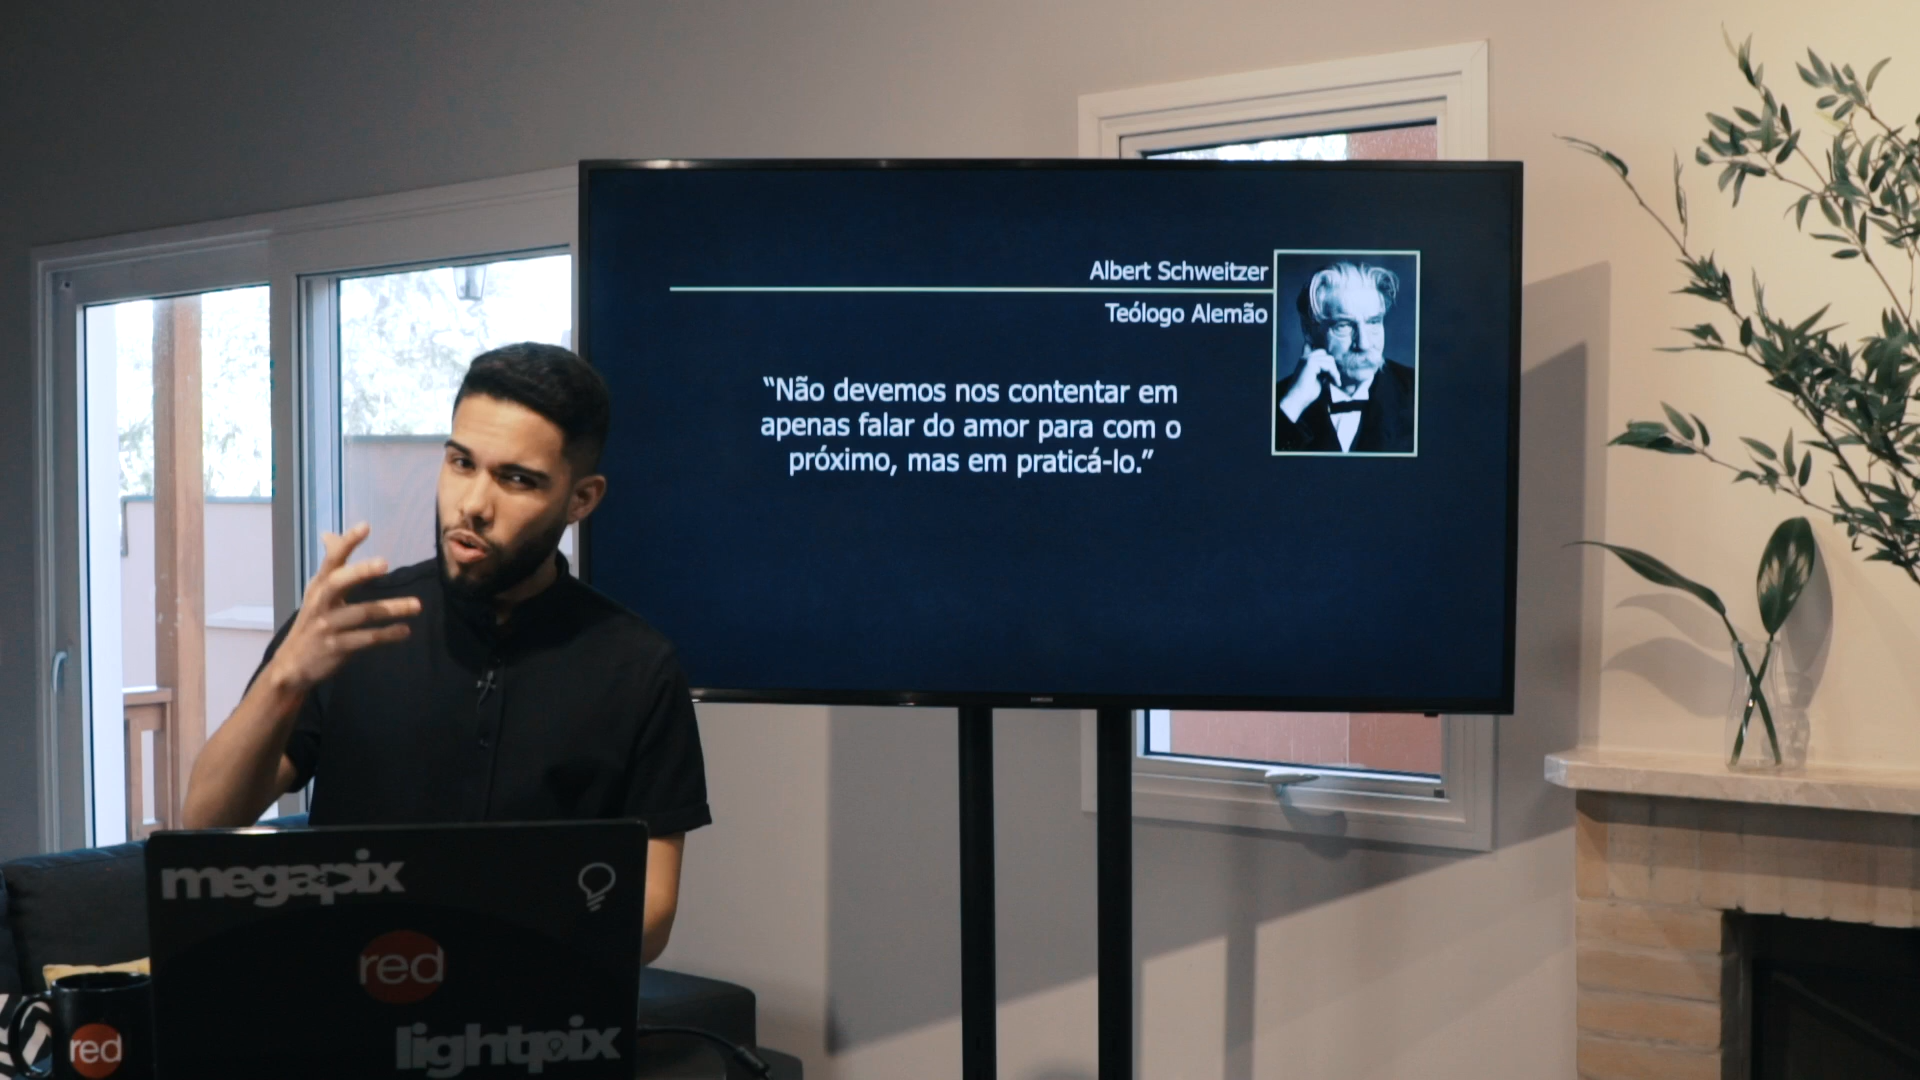 Albert Schweitzer
Teólogo Alemão
“Não devemos nos contentar em
apenas falar do amor para com o
próximo, mas em praticá-lo.”
megapix
red
lightpix
red